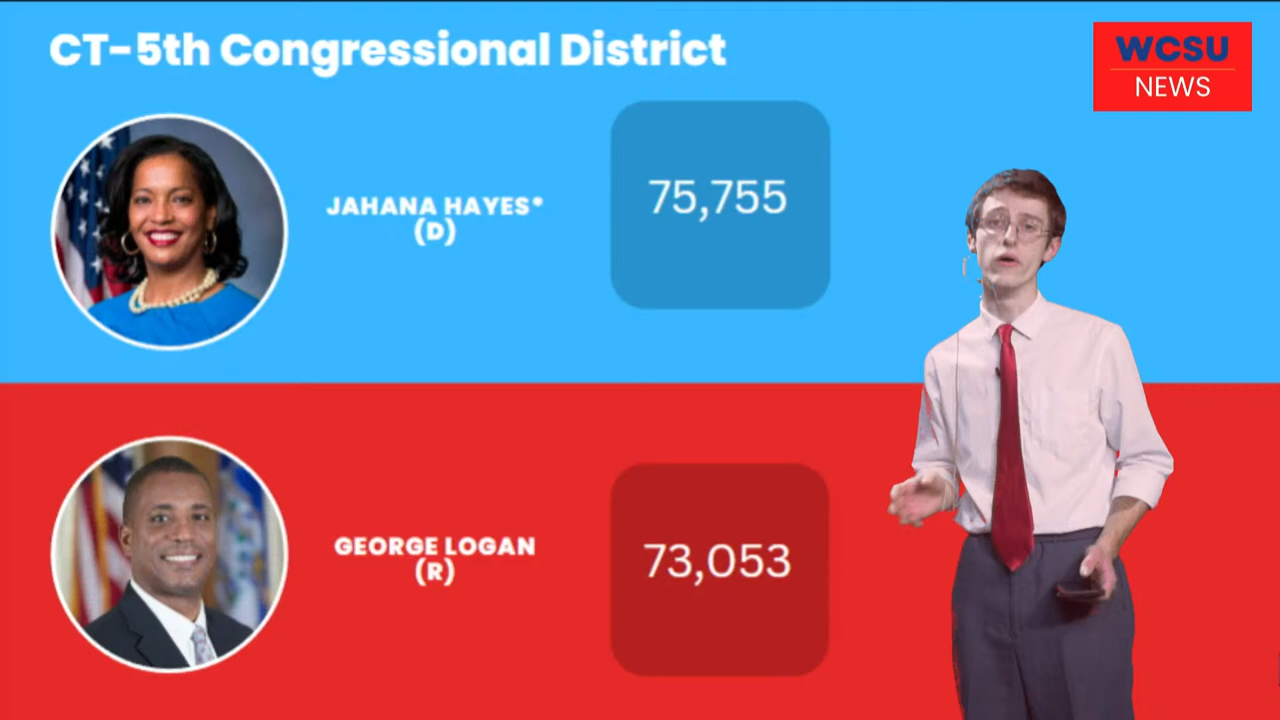 CT-5th Congressional District
WCSU
NEWS
JAHANA HAYES*
(D)
75,755
GEORGE LOGAN
(R)
73,053